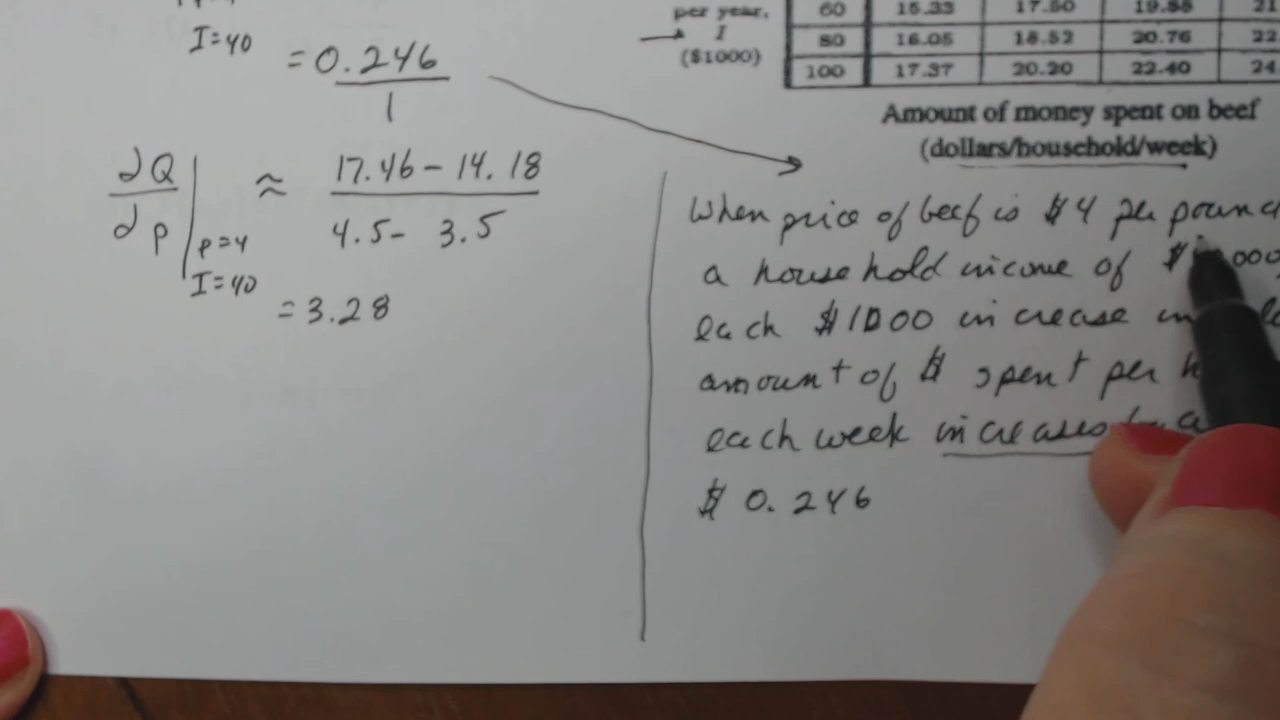 I=40
= 0.246
1
∂Q
∂p
p=4
I=40
≈
17.46 - 14.18
4.5 - 3.5
= 3.28
per year,
I
($1000)
60 15.33 17.50 19.88 21
80 16.05 18.52 20.76 22
100 17.37 20.20 22.40 24
Amount of money spent on beef
(dollars/household/week)
When price of beef is $4 per pound
a household income of $
each $1000 increase in
amount of $ spent per
each week increases
$ 0.246